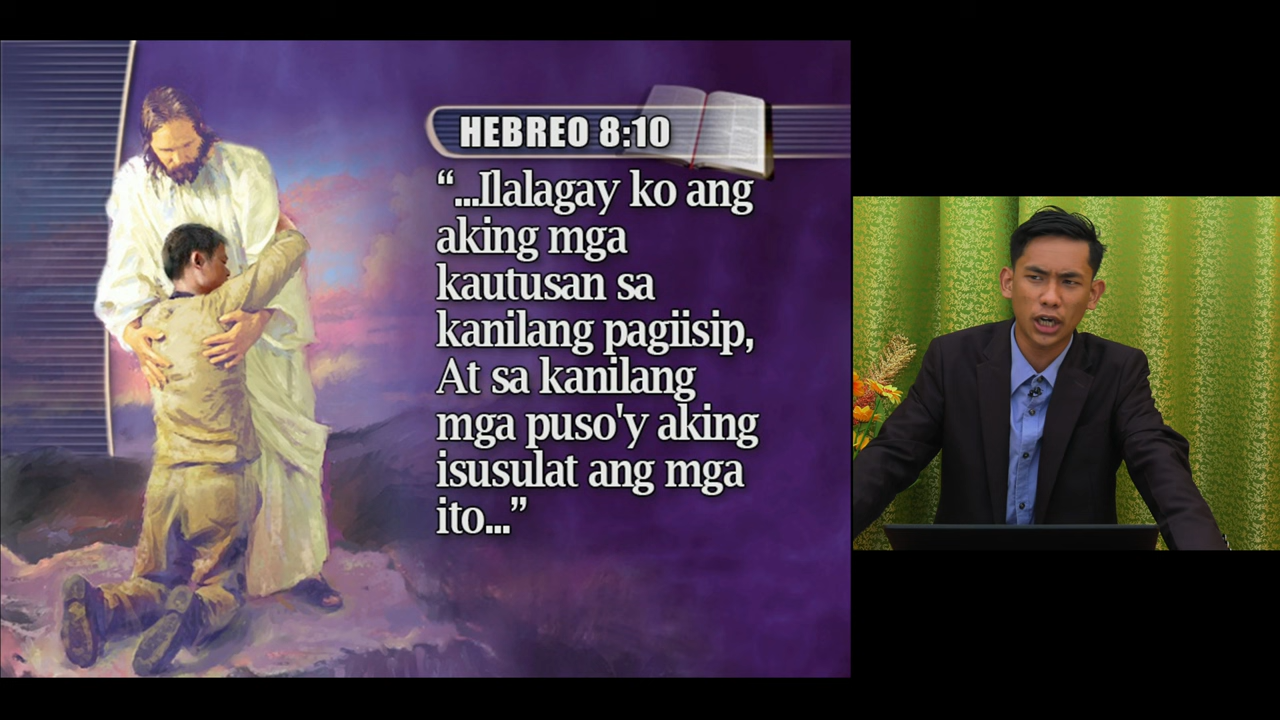 HEBREO 8:10
“...Ilalagay ko ang
aking mga
kautusan sa
kanilang pagiisip,
At sa kanilang
mga puso'y aking
isusulat ang mga
ito...”